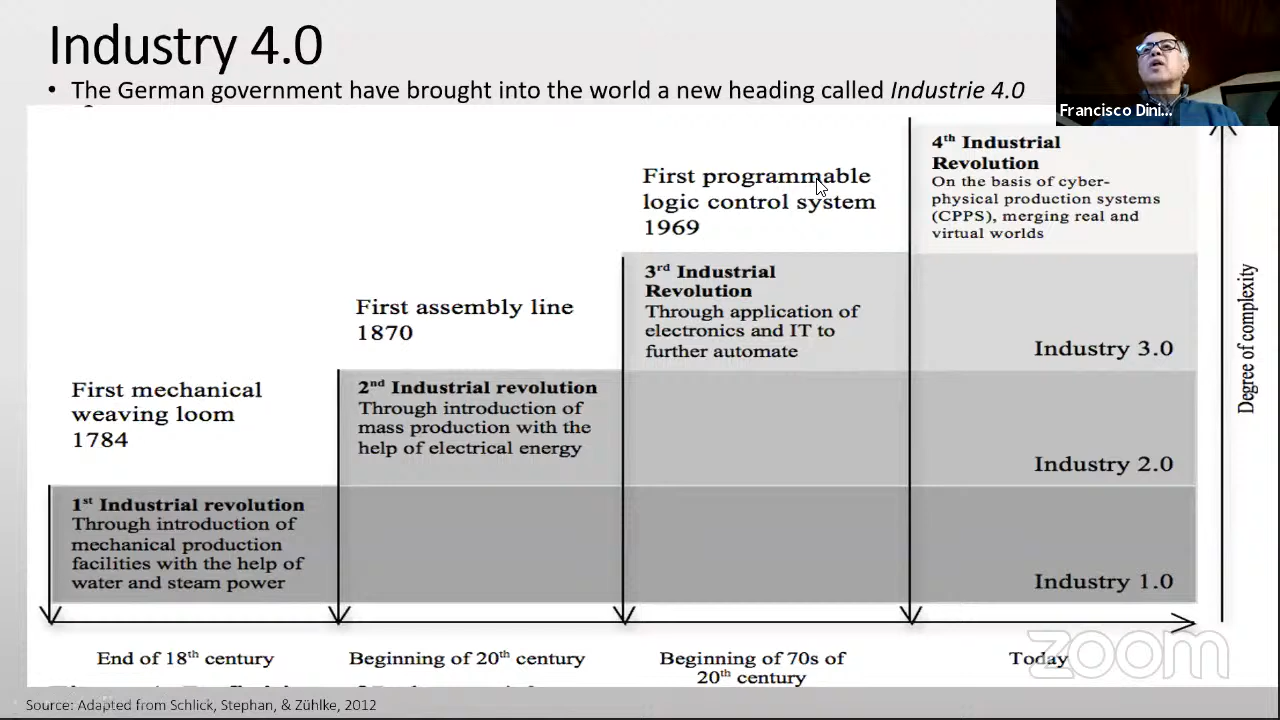 Industry 4.0
• The German government have brought into the world a new heading called Industrie 4.0
Francisco Dini...
4th Industrial
Revolution
On the basis of cyber-
physical production systems
(CPPS), merging real and
virtual worlds
First programmable
logic control system
1969
3rd Industrial
Revolution
Through application of
electronics and IT to
further automate
First assembly line
1870
2nd Industrial revolution
Through introduction of
mass production with the
help of electrical energy
First mechanical
weaving loom
1784
1st Industrial revolution
Through introduction of
mechanical production
facilities with the help of
water and steam power
Industry 3.0
Industry 2.0
Industry 1.0
Degree of complexity
End of 18th century
Beginning of 20th century
Beginning of 70s of
20th century
Today
zoom
Source: Adapted from Schlick, Stephan, & Zühlke, 2012